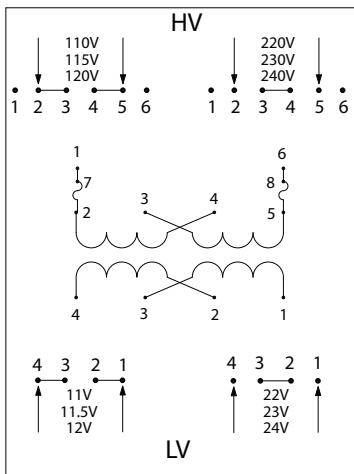 HV
110V 220V
115V 230V
120V 240V
1 2 3 4 5 6 1 2 3 4 5 6
1 6
7 3 4 8
2 5
4 3 2 1
4 3 2 1 4 3 2 1
11V 22V
11.5V 23V
12V 24V
LV